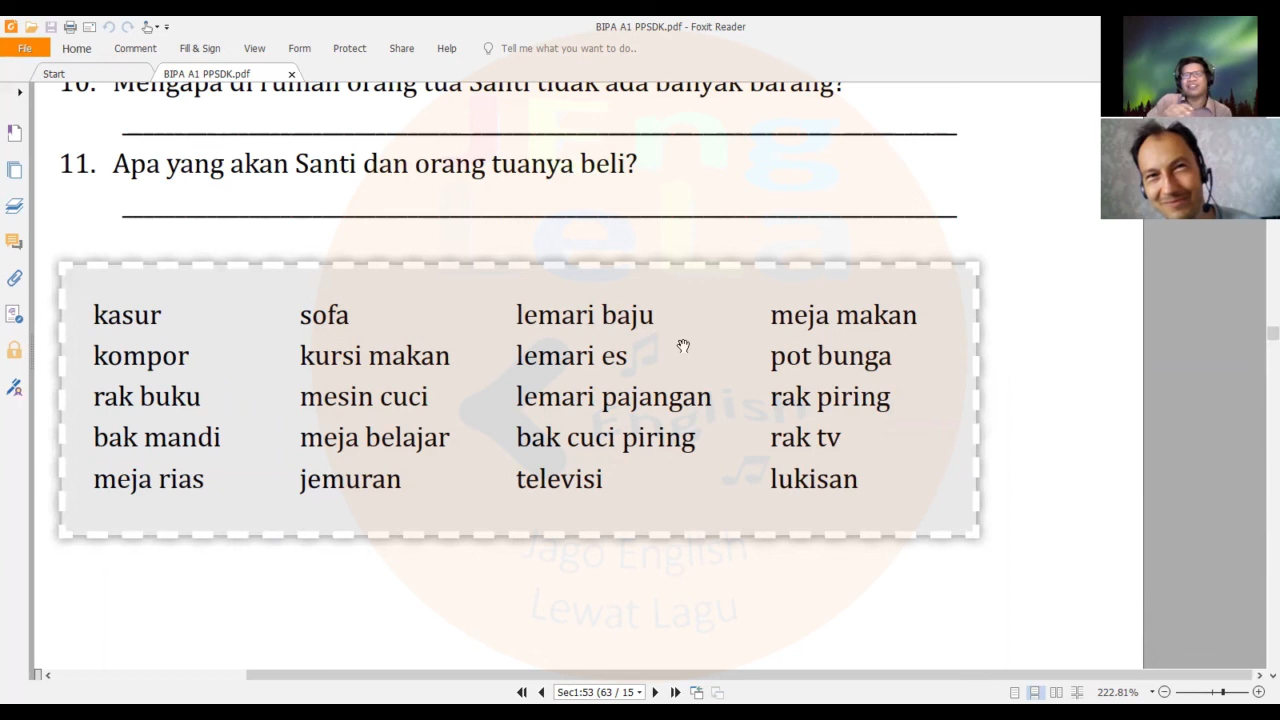 BIPA A1 PPSDK.pdf - Foxit Reader
File Home Comment Fill & Sign View Form Protect Share Help Tell me what you want to do..
Start BIPA A1 PPSDK.pdf
10. Mengapa di rumah orang tua Santi tidak ada banyak barang?
11. Apa yang akan Santi dan orang tuanya beli?
kasur sofa lemari baju meja makan
kompor kursi makan lemari es pot bunga
rak buku mesin cuci lemari pajangan rak piring
bak mandi meja belajar bak cuci piring rak tv
meja rias jemuran televisi lukisan
Eng
LeLa
English
Jago English
Lewat Lagu
Sec1:53 (63 / 15 222.81%